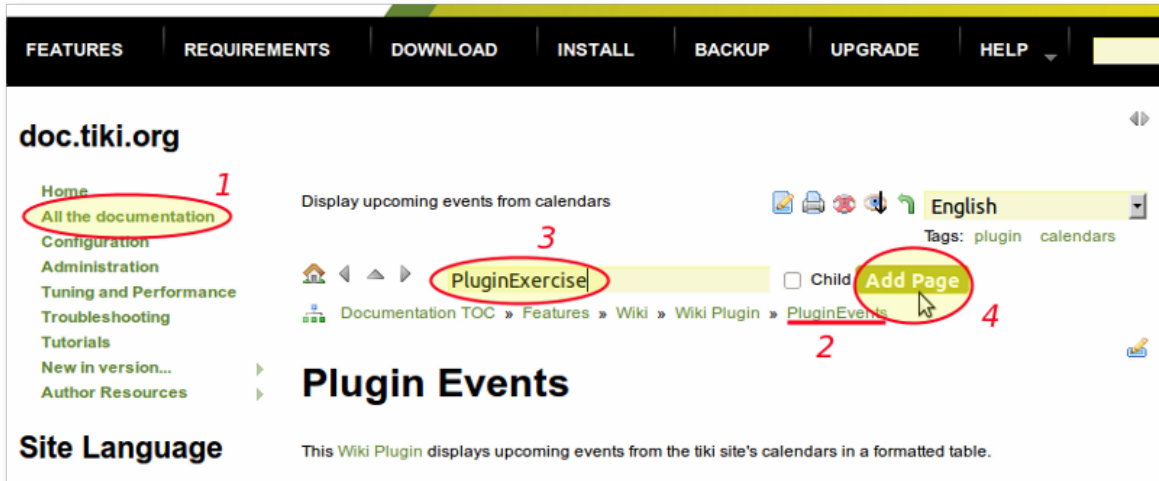 FEATURES REQUIREMENTS DOWNLOAD INSTALL BACKUP UPGRADE HELP
doc.tiki.org
Home
1
All the documentation
Configuration
Administration
Tuning and Performance
Troubleshooting
Tutorials
New in version...
Author Resources
Site Language
Display upcoming events from calendars
English
Tags: plugin calendars
3
PluginExercise Child Add Page
4
Documentation TOC » Features » Wiki » Wiki Plugin » PluginEvents
2
Plugin Events
This Wiki Plugin displays upcoming events from the tiki site's calendars in a formatted table.